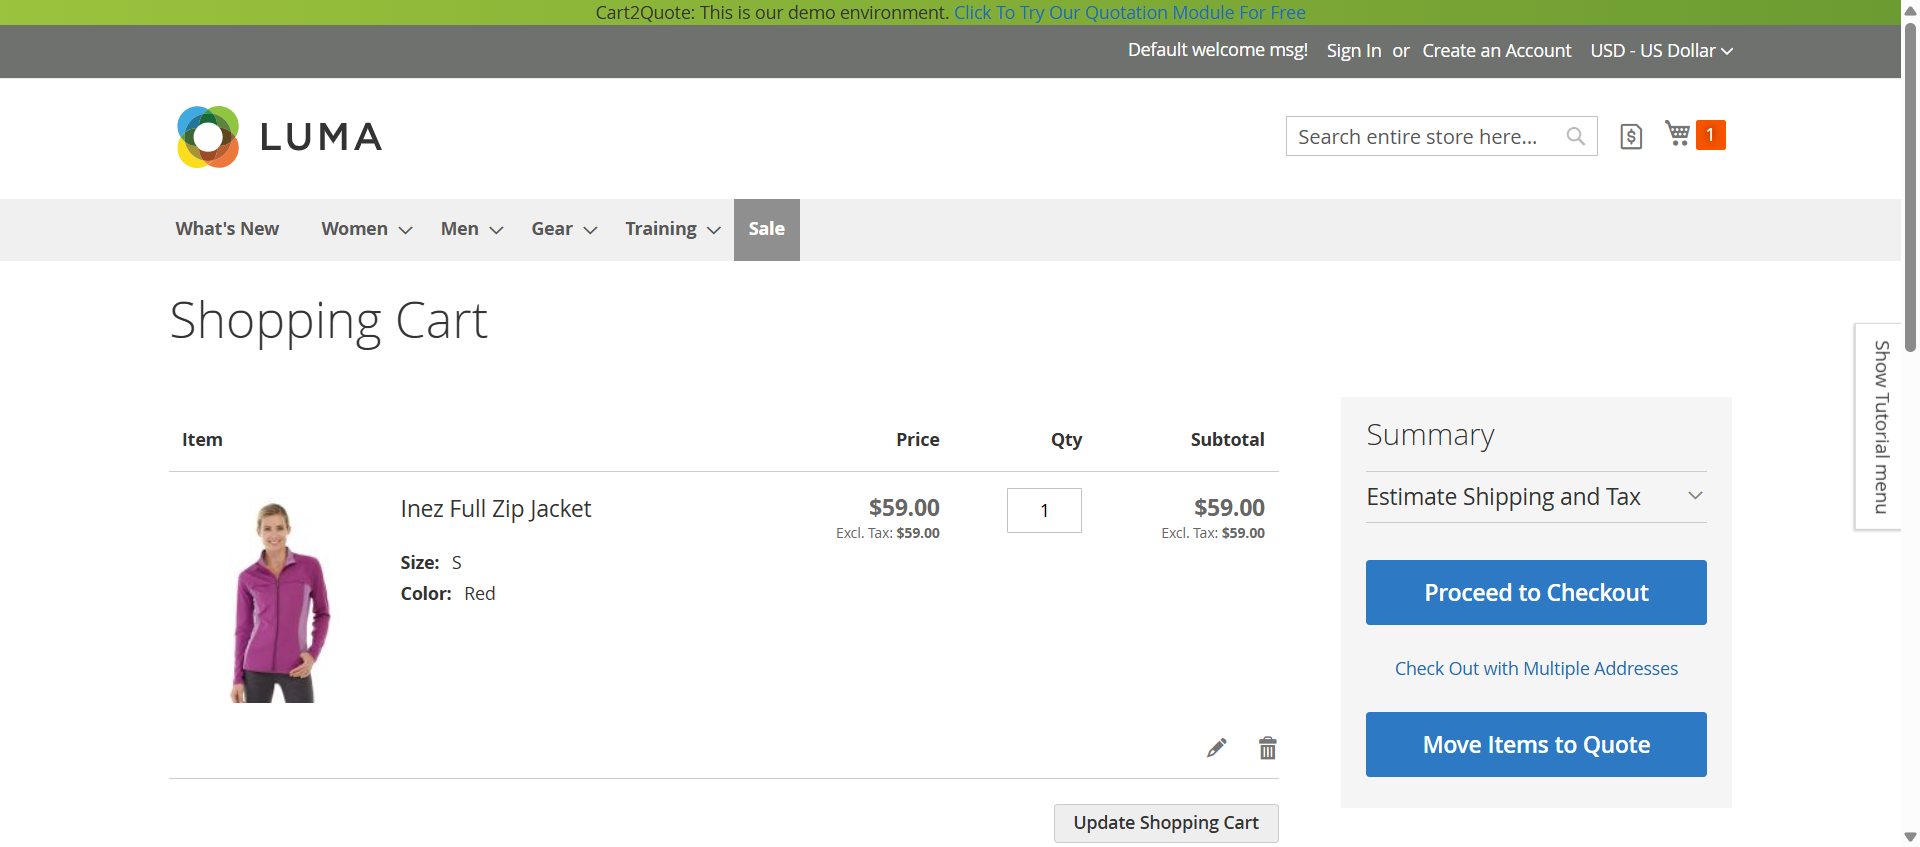 Cart2Quote: This is our demo environment. Click To Try Our Quotation Module For Free
Default welcome msg! Sign In or Create an Account USD - US Dollar
LUMA
Search entire store here...
$
1
What's New Women Men Gear Training Sale
Shopping Cart
Show Tutorial menu
Item Price Qty Subtotal
Inez Full Zip Jacket $59.00 1 $59.00
Excl. Tax: $59.00 Excl. Tax: $59.00
Size: S
Color: Red
Update Shopping Cart
Summary
Estimate Shipping and Tax
Proceed to Checkout
Check Out with Multiple Addresses
Move Items to Quote